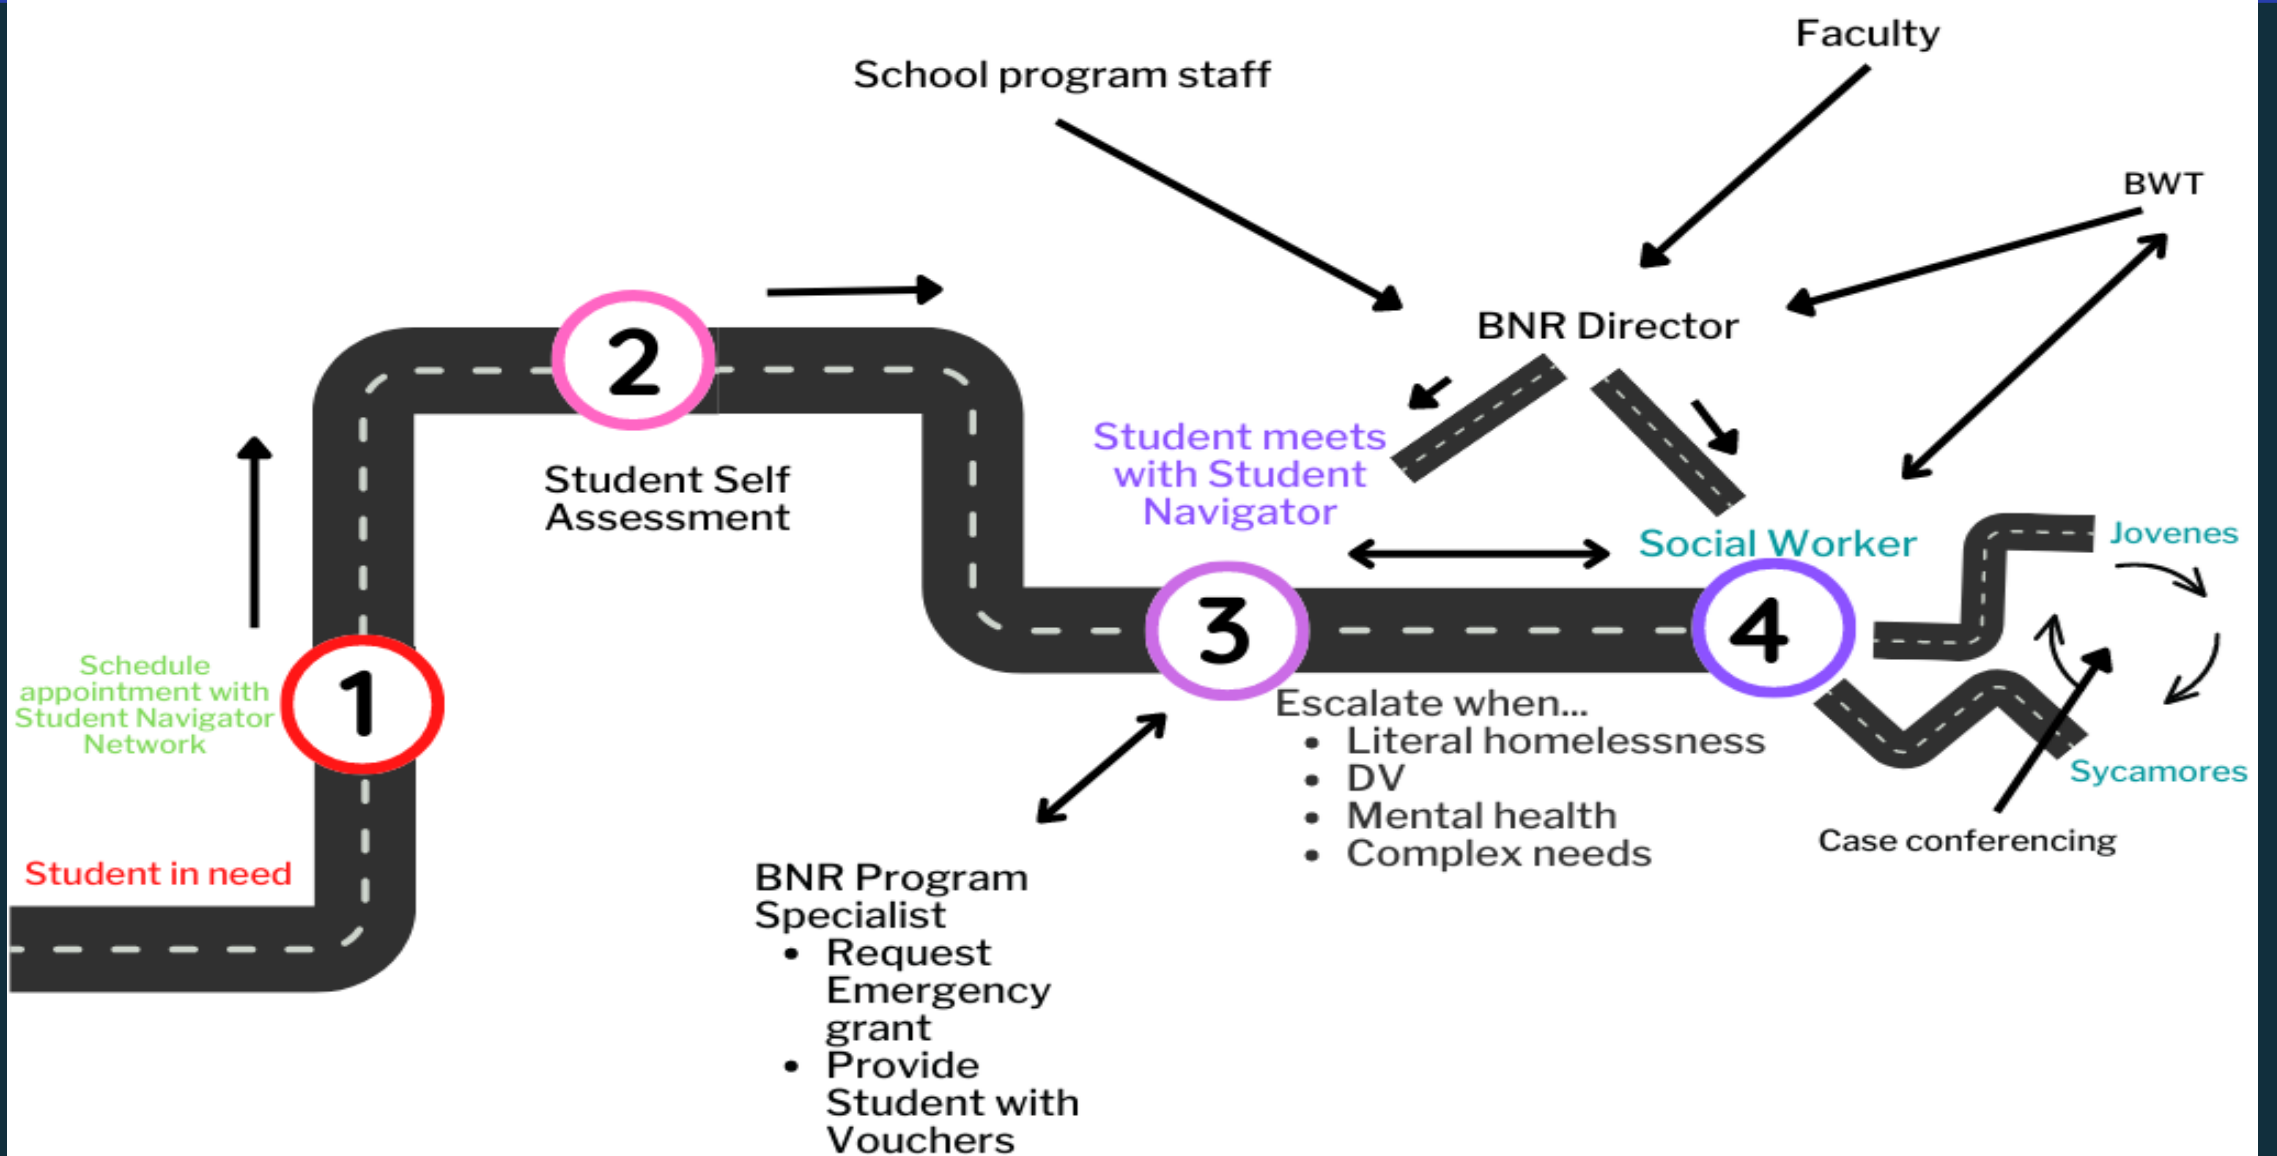 Faculty
School program staff
BWT
BNR Director
2
Student meets
with Student
Navigator
Student Self
Assessment
Social Worker
Jovenes
3
4
Schedule
appointment with
Student Navigator
Network
1
Escalate when...
• Literal homelessness
• DV
• Mental health
• Complex needs
Sycamores
Case conferencing
Student in need
BNR Program
Specialist
• Request
Emergency
grant
• Provide
Student with
Vouchers